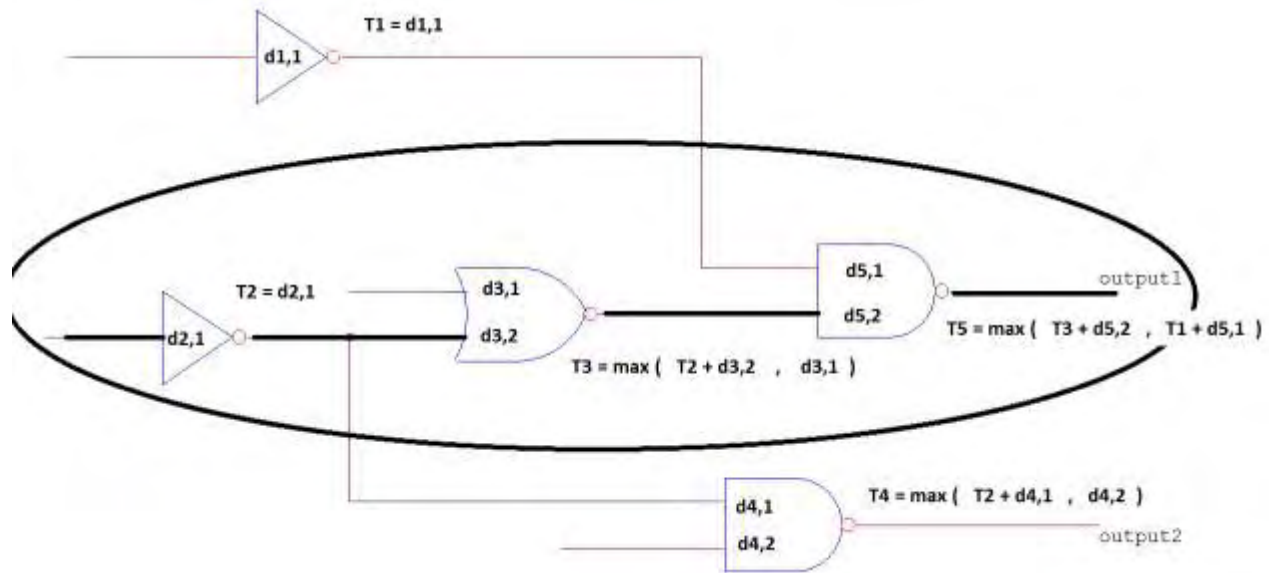 T1 = d1,1
d1,1
d5,1
output1
T2 = d2,1
d3,1
d5,2
d2,1
d3,2
T5 = max ( T3 + d5,2 , T1 + d5,1 )
T3 = max ( T2 + d3,2 , d3,1 )
T4 = max ( T2 + d4,1 , d4,2 )
d4,1
output2
d4,2